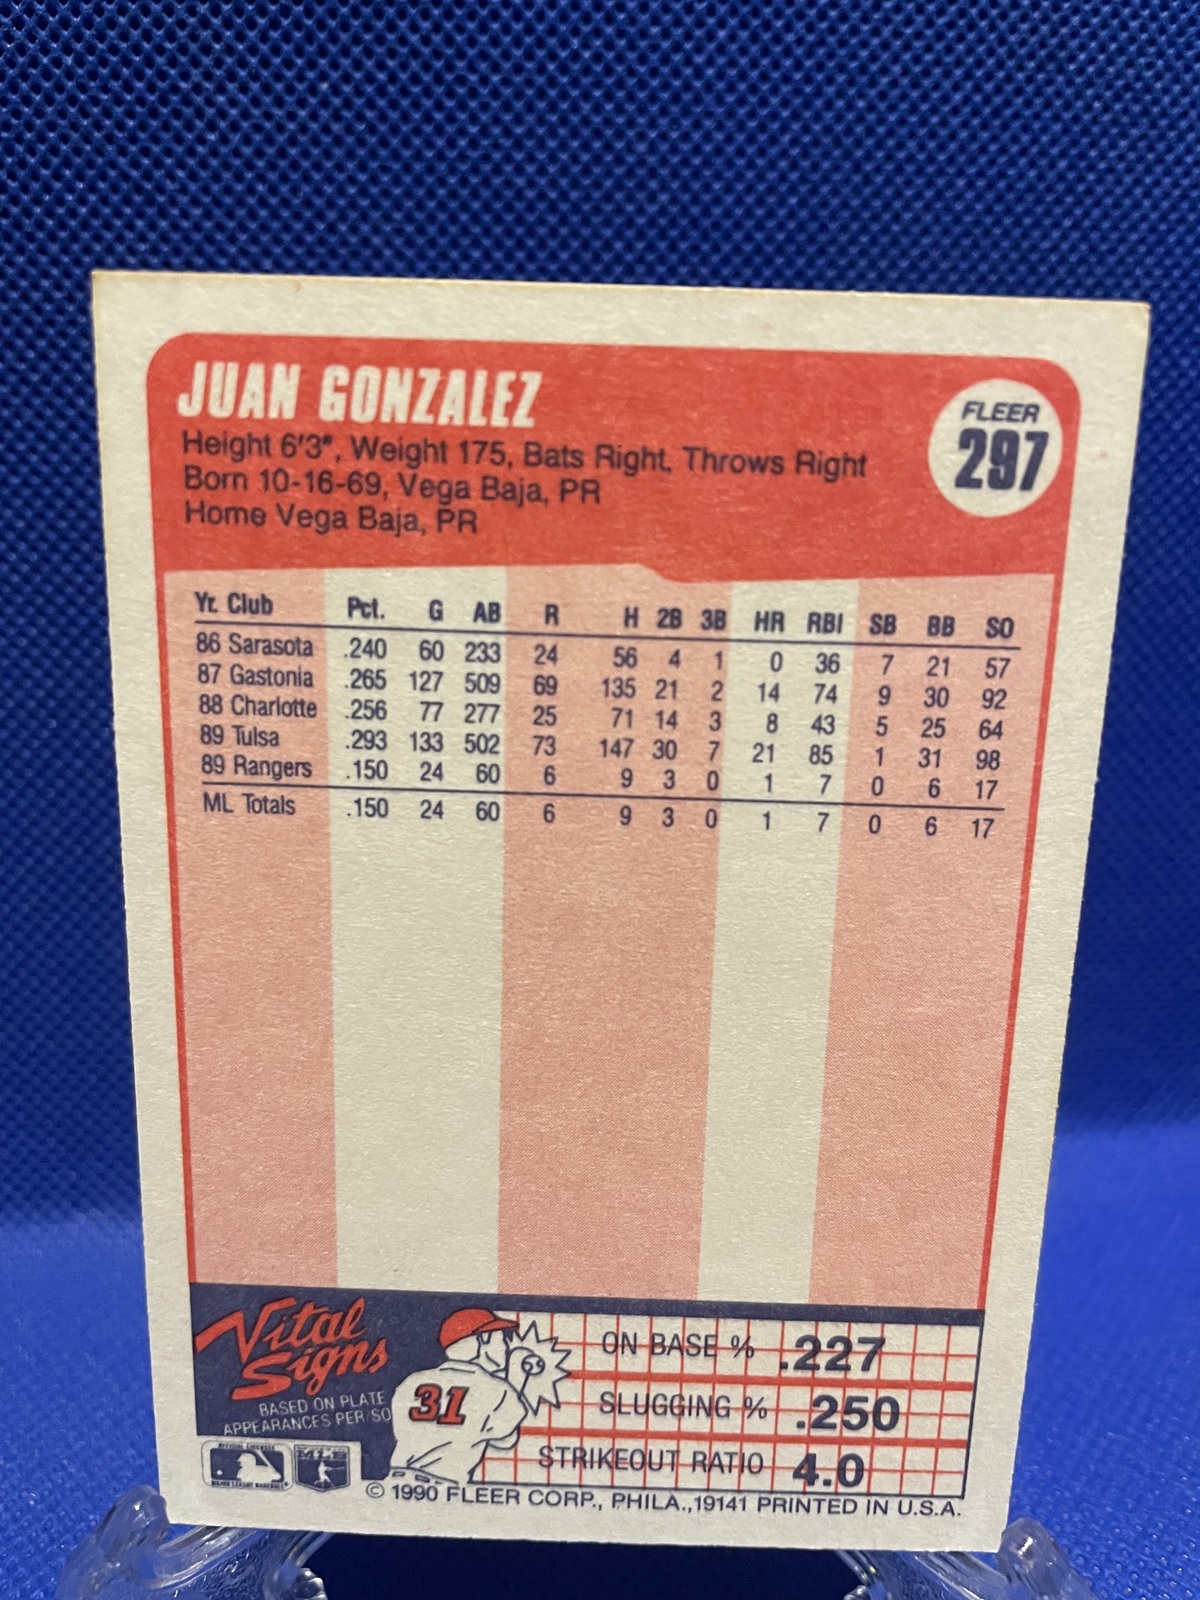 JUAN GONZALEZ
FLEER
297
Height 6'3", Weight 175, Bats Right, Throws Right
Born 10-16-69, Vega Baja, PR
Home Vega Baja, PR
Yr. Club Pct. G AB R H 2B 3B HR RBI SB BB SO
86 Sarasota .240 60 233 24 56 4 1 0 36 7 21 57
87 Gastonia .265 127 509 69 135 21 2 14 74 9 30 92
88 Charlotte .256 77 277 25 71 14 3 8 43 5 25 64
89 Tulsa .293 133 502 73 147 30 7 21 85 1 31 98
89 Rangers .150 24 60 6 9 3 0 1 7 0 6 17
ML Totals .150 24 60 6 9 3 0 1 7 0 6 17
Vital
Signs
BASED ON PLATE
APPEARANCES PER/SO
31
ON BASE % .227
SLUGGING % .250
STRIKEOUT RATIO 4.0
© 1990 FLEER CORP., PHILA.,19141 PRINTED IN U.S.A.